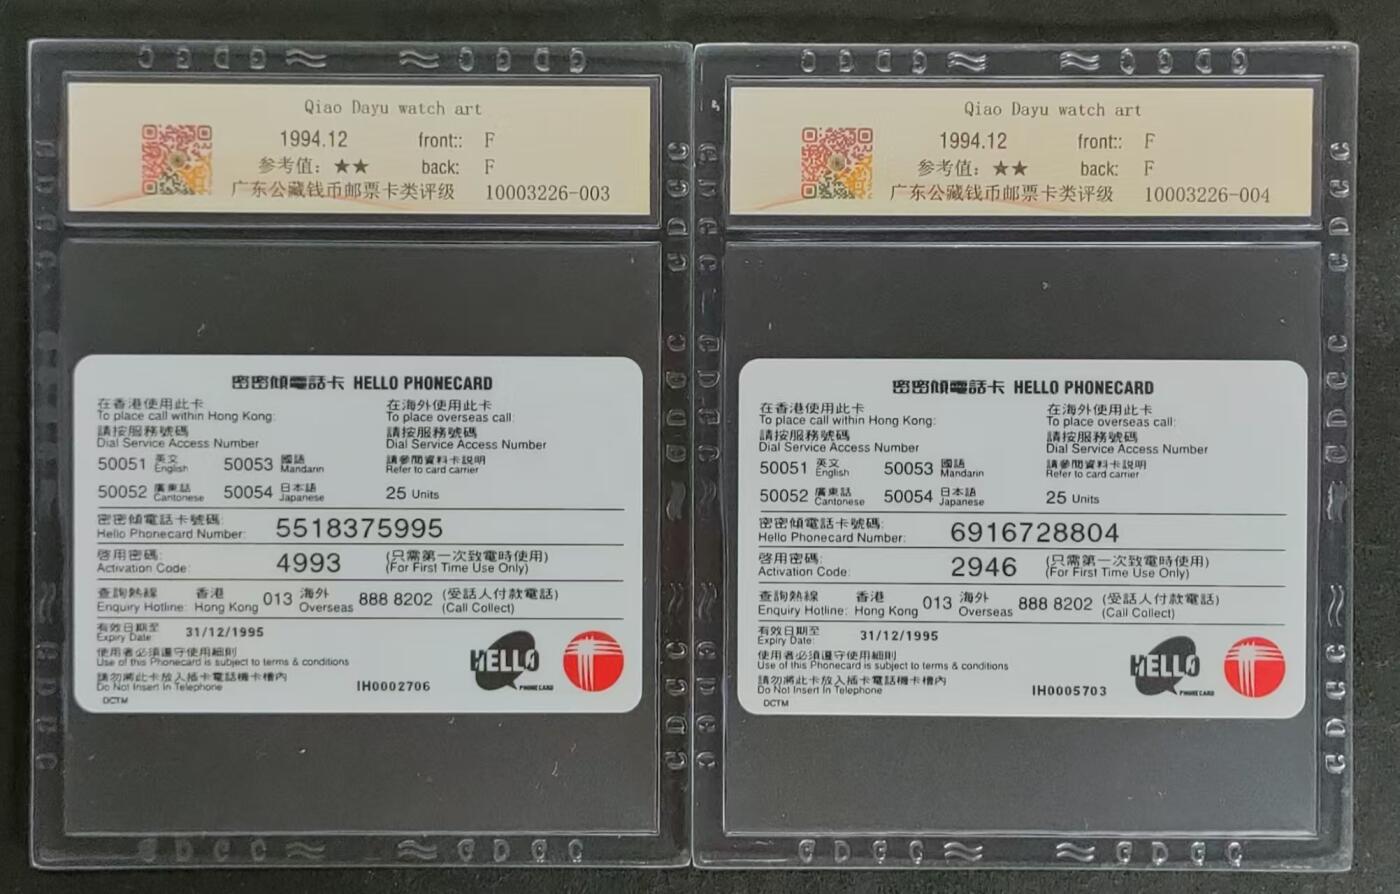 Qiao Dayu watch art
1994.12 front:: F
参考值：★★ back: F
广东公藏钱币邮票卡类评级 10003226-003
密密傾電話卡 HELLO PHONECARD
在香港使用此卡
To place call within Hong Kong:
請按服務號碼
Dial Service Access Number
50051 英文 English 50053 國語 Mandarin
50052 廣東話 Cantonese 50054 日本語 Japanese
在海外使用此卡
To place overseas call:
請按服務號碼
Dial Service Access Number
請參閱資料卡說明
Refer to card carrier
25 Units
密密傾電話卡號碼:
Hello Phonecard Number: 5518375995
啓用密碼:
Activation Code: 4993 (只需第一次致電時使用)
(For First Time Use Only)
查詢熱線 香港 海外 (受話人付款電話)
Enquiry Hotline: Hong Kong 013 Overseas 888 8202 (Call Collect)
有效日期至
Expiry Date 31/12/1995
使用者必須遵守使用細則
Use of this Phonecard is subject to terms & conditions
請勿將此卡放入插卡電話機卡槽內
Do Not Insert In Telephone
IH0002706
DCTM
HELLO
PHONECARD
Qiao Dayu watch art
1994.12 front:: F
参考值：★★ back: F
广东公藏钱币邮票卡类评级 10003226-004
密密傾電話卡 HELLO PHONECARD
在香港使用此卡
To place call within Hong Kong:
請按服務號碼
Dial Service Access Number
50051 英文 English 50053 國語 Mandarin
50052 廣東話 Cantonese 50054 日本語 Japanese
在海外使用此卡
To place overseas call:
請按服務號碼
Dial Service Access Number
請參閱資料卡說明
Refer to card carrier
25 Units
密密傾電話卡號碼:
Hello Phonecard Number: 6916728804
啓用密碼:
Activation Code: 2946 (只需第一次致電時使用)
(For First Time Use Only)
查詢熱線 香港 海外 (受話人付款電話)
Enquiry Hotline: Hong Kong 013 Overseas 888 8202 (Call Collect)
有效日期至
Expiry Date: 31/12/1995
使用者必須遵守使用細則
Use of this Phonecard is subject to terms & conditions
請勿將此卡放入插卡電話機卡槽內
Do Not Insert In Telephone
IH0005703
DCTM
HELLO
PHONECARD